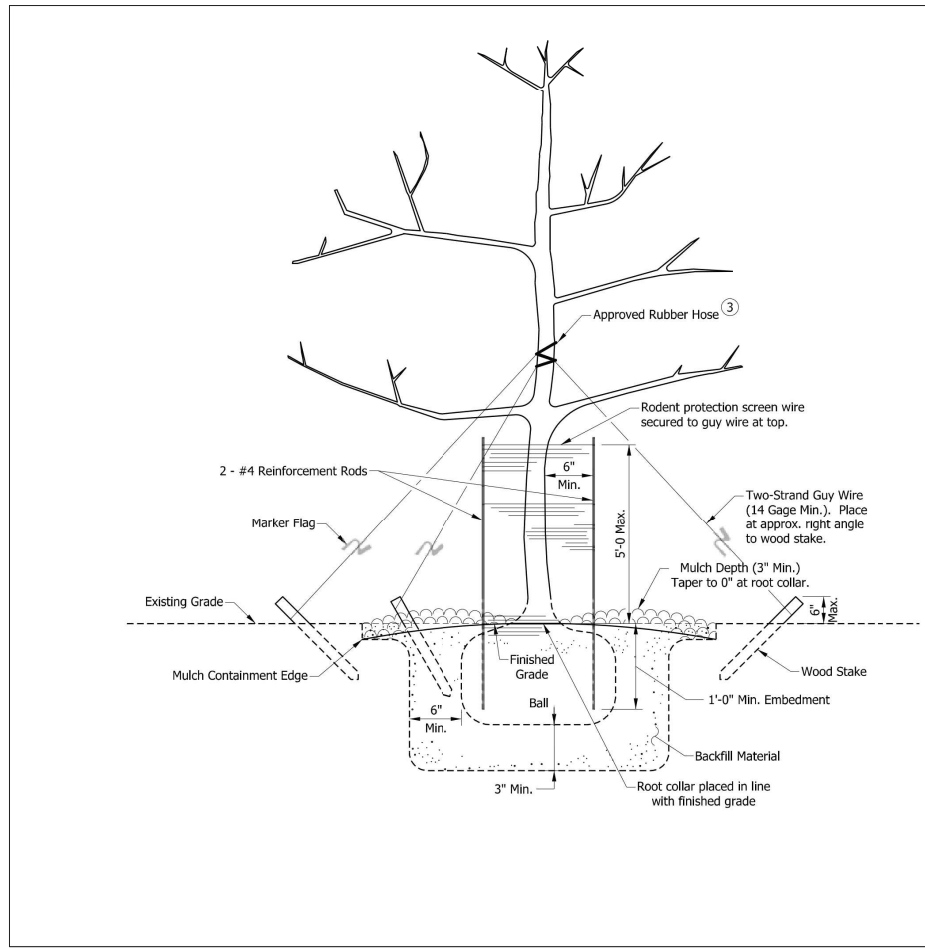 Approved Rubber Hose 3
Rodent protection screen wire
secured to guy wire at top.
6"
Min.
2 - #4 Reinforcement Rods
Two-Strand Guy Wire
(14 Gage Min.). Place
at approx. right angle
to wood stake.
Marker Flag
5'-0 Max.
Mulch Depth (3" Min.)
Taper to 0" at root collar.
Existing Grade
6"
Max.
Mulch Containment Edge
Finished
Grade
Wood Stake
Ball
1'-0" Min. Embedment
6"
Min.
Backfill Material
3" Min.
Root collar placed in line
with finished grade